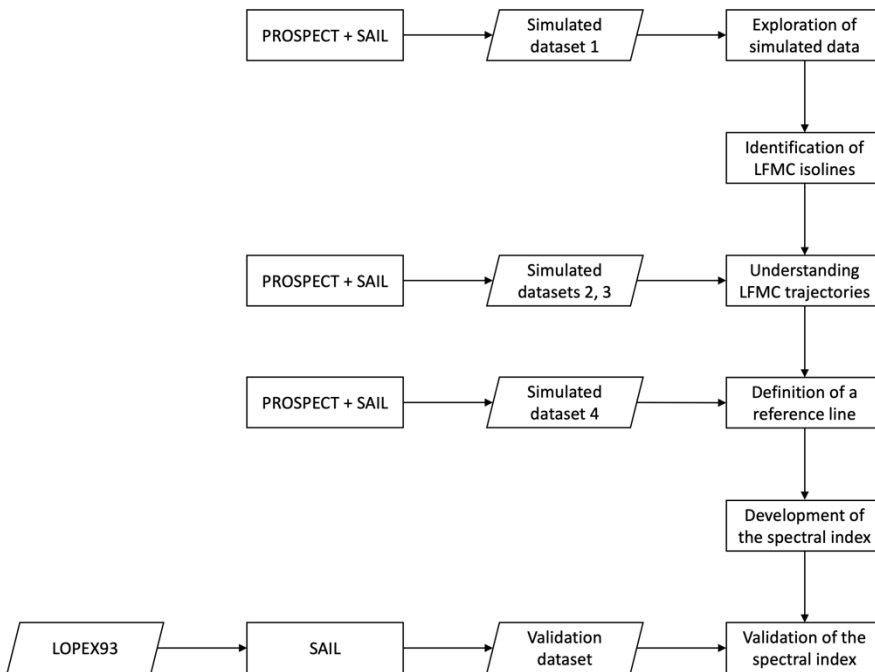 PROSPECT + SAIL
Simulated
dataset 1
Exploration of
simulated data
Identification of
LFMC isolines
PROSPECT + SAIL
Simulated
datasets 2, 3
Understanding
LFMC trajectories
PROSPECT + SAIL
Simulated
dataset 4
Definition of a
reference line
Development of
the spectral index
LOPEX93
SAIL
Validation
dataset
Validation of the
spectral index